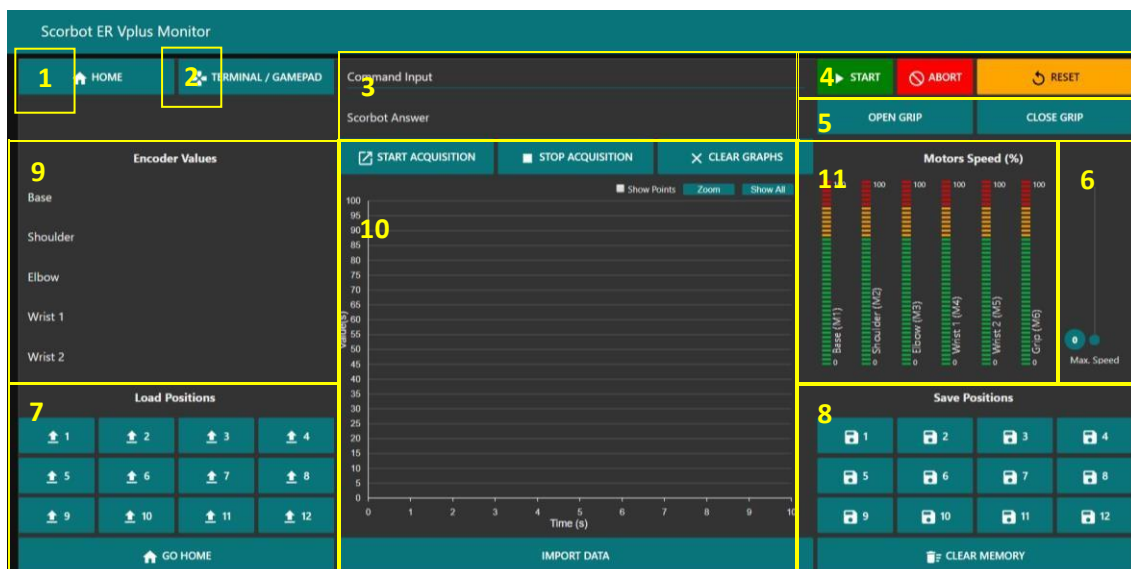 Scorbot ER Vplus Monitor
1 HOME
2 TERMINAL / GAMEPAD
3
Command Input
Scorbot Answer
4 START
ABORT
RESET
5 OPEN GRIP
CLOSE GRIP
9
Encoder Values
Base
Shoulder
Elbow
Wrist 1
Wrist 2
START ACQUISITION
STOP ACQUISITION
CLEAR GRAPHS
Show Points
Zoom
Show All
10
100
95
90
85
80
75
70
65
60
55
50
45
40
35
30
25
20
15
10
5
0
Value(s)
0 1 2 3 4 5 6 7 8 9 10
Time (s)
IMPORT DATA
11
Motors Speed (%)
100 100 100 100 100 100
Base (M1)
Shoulder (M2)
Elbow (M3)
Wrist 1 (M4)
Wrist 2 (M5)
Grip (M6)
0 0 0 0 0 0
6
0
Max. Speed
7
Load Positions
1 2 3 4
5 6 7 8
9 10 11 12
GO HOME
8
Save Positions
1 2 3 4
5 6 7 8
9 10 11 12
CLEAR MEMORY